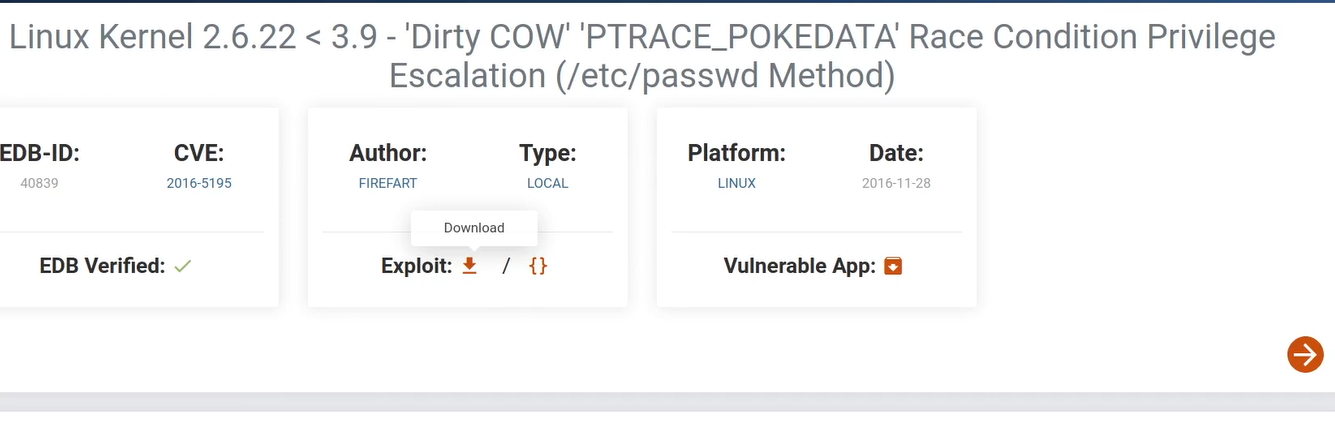 Linux Kernel 2.6.22 < 3.9 - 'Dirty COW' 'PTRACE_POKEDATA' Race Condition Privilege
Escalation (/etc/passwd Method)
EDB-ID: CVE:
40839 2016-5195
EDB Verified:
Author: Type:
FIREFART LOCAL
Download
Exploit: / {}
Platform: Date:
LINUX 2016-11-28
Vulnerable App: